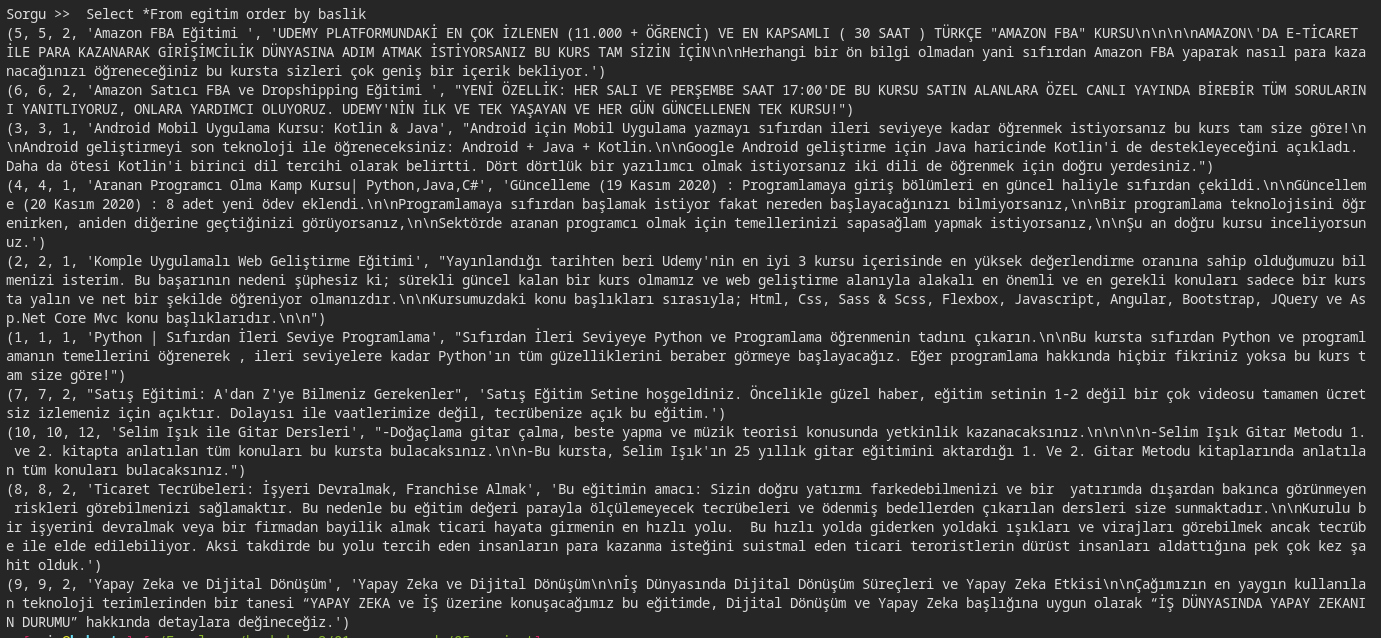 Sorgu >>  Select *From egitim order by baslik
(5, 5, 2, 'Amazon FBA Eğitimi ', 'UDEMY PLATFORMUNDAKİ EN ÇOK İZLENEN (11.000 + ÖĞRENCİ) VE EN KAPSAMLI ( 30 SAAT ) TÜRKÇE "AMAZON FBA" KURSU\n\n\n\nAMAZON\'DA E-TİCARET
İLE PARA KAZANARAK GİRİŞİMCİLİK DÜNYASINA ADIM ATMAK İSTİYORSANIZ BU KURS TAM SİZİN İÇİN\n\nHerhangi bir ön bilgi olmadan yani sıfırdan Amazon FBA yaparak nasıl para kaza
nacağınızı öğreneceğiniz bu kursta sizleri çok geniş bir içerik bekliyor.')
(6, 6, 2, 'Amazon Satıcı FBA ve Dropshipping Eğitimi ', "YENİ ÖZELLİK: HER SALI VE PERŞEMBE SAAT 17:00'DE BU KURSU SATIN ALANLARA ÖZEL CANLI YAYINDA BİREBİR TÜM SORULARIN
I YANITLIYORUZ, ONLARA YARDIMCI OLUYORUZ. UDEMY'NİN İLK VE TEK YAŞAYAN VE HER GÜN GÜNCELLENEN TEK KURSU!")
(3, 3, 1, 'Android Mobil Uygulama Kursu: Kotlin & Java', "Android için Mobil Uygulama yazmayı sıfırdan ileri seviyeye kadar öğrenmek istiyorsanız bu kurs tam size göre!\n
\nAndroid geliştirmeyi son teknoloji ile öğreneceksiniz: Android + Java + Kotlin.\n\nGoogle Android geliştirme için Java haricinde Kotlin'i de destekleyeceğini açıkladı.
Daha da ötesi Kotlin'i birinci dil tercihi olarak belirtti. Dört dörtlük bir yazılımcı olmak istiyorsanız iki dili de öğrenmek için doğru yerdesiniz.")
(4, 4, 1, 'Aranan Programcı Olma Kamp Kursu| Python,Java,C#', 'Güncelleme (19 Kasım 2020) : Programlamaya giriş bölümleri en güncel haliyle sıfırdan çekildi.\n\nGüncellem
e (20 Kasım 2020) : 8 adet yeni ödev eklendi.\n\nProgramlamaya sıfırdan başlamak istiyor fakat nereden başlayacağınızı bilmiyorsanız,\n\nBir programlama teknolojisini öğr
enirken, aniden diğerine geçtiğinizi görüyorsanız,\n\nSektörde aranan programcı olmak için temellerinizi sapasağlam yapmak istiyorsanız,\n\nŞu an doğru kursu inceliyorsun
uz.')
(2, 2, 1, 'Komple Uygulamalı Web Geliştirme Eğitimi', "Yayınlandığı tarihten beri Udemy'nin en iyi 3 kursu içerisinde en yüksek değerlendirme oranına sahip olduğumuzu bil
menizi isterim. Bu başarının nedeni şüphesiz ki; sürekli güncel kalan bir kurs olmamız ve web geliştirme alanıyla alakalı en önemli ve en gerekli konuları sadece bir kurs
ta yalın ve net bir şekilde öğreniyor olmanızdır.\n\nKursumuzdaki konu başlıkları sırasıyla; Html, Css, Sass & Scss, Flexbox, Javascript, Angular, Bootstrap, JQuery ve As
p.Net Core Mvc konu başlıklarıdır.\n\n")
(1, 1, 1, 'Python | Sıfırdan İleri Seviye Programlama', "Sıfırdan İleri Seviyeye Python ve Programlama öğrenmenin tadını çıkarın.\n\nBu kursta sıfırdan Python ve programl
amanın temellerini öğrenerek , ileri seviyelere kadar Python'ın tüm güzelliklerini beraber görmeye başlayacağız. Eğer programlama hakkında hiçbir fikriniz yoksa bu kurs t
am size göre!")
(7, 7, 2, "Satış Eğitimi: A'dan Z'ye Bilmeniz Gerekenler", 'Satış Eğitim Setine hoşgeldiniz. Öncelikle güzel haber, eğitim setinin 1-2 değil bir çok videosu tamamen ücret
siz izlemeniz için açıktır. Dolayısı ile vaatlerimize değil, tecrübenize açık bu eğitim.')
(10, 10, 12, 'Selim Işık ile Gitar Dersleri', "-Doğaçlama gitar çalma, beste yapma ve müzik teorisi konusunda yetkinlik kazanacaksınız.\n\n\n\n-Selim Işık Gitar Metodu 1.
 ve 2. kitapta anlatılan tüm konuları bu kursta bulacaksınız.\n\n-Bu kursta, Selim Işık'ın 25 yıllık gitar eğitimini aktardığı 1. Ve 2. Gitar Metodu kitaplarında anlatıla
n tüm konuları bulacaksınız.")
(8, 8, 2, 'Ticaret Tecrübeleri: İşyeri Devralmak, Franchise Almak', 'Bu eğitimin amacı: Sizin doğru yatırmı farkedebilmenizi ve bir  yatırımda dışardan bakınca görünmeyen
 riskleri görebilmenizi sağlamaktır. Bu nedenle bu eğitim değeri parayla ölçülemeyecek tecrübeleri ve ödenmiş bedellerden çıkarılan dersleri size sunmaktadır.\n\nKurulu b
ir işyerini devralmak veya bir firmadan bayilik almak ticari hayata girmenin en hızlı yolu.  Bu hızlı yolda giderken yoldaki ışıkları ve virajları görebilmek ancak tecrüb
e ile elde edilebiliyor. Aksi takdirde bu yolu tercih eden insanların para kazanma isteğini suistmal eden ticari teroristlerin dürüst insanları aldattığına pek çok kez şa
hit olduk.')
(9, 9, 2, 'Yapay Zeka ve Dijital Dönüşüm', 'Yapay Zeka ve Dijital Dönüşüm\n\nİş Dünyasında Dijital Dönüşüm Süreçleri ve Yapay Zeka Etkisi\n\nÇağımızın en yaygın kullanıla
n teknoloji terimlerinden bir tanesi “YAPAY ZEKA ve İŞ üzerine konuşacağımız bu eğitimde, Dijital Dönüşüm ve Yapay Zeka başlığına uygun olarak “İŞ DÜNYASINDA YAPAY ZEKANI
N DURUMU” hakkında detaylara değineceğiz.')